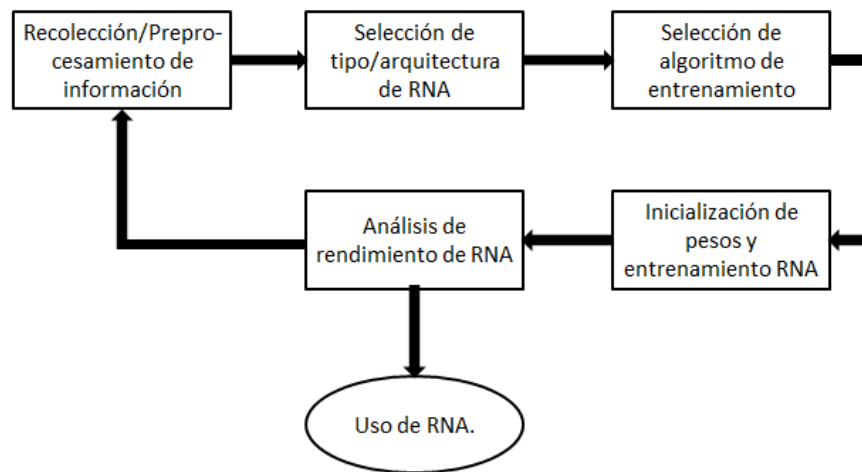 Recolección/Prepro-
cesamiento de
información
Selección de
tipo/arquitectura
de RNA
Selección de
algoritmo de
entrenamiento
Análisis de
rendimiento de RNA
Inicialización de
pesos y
entrenamiento RNA
Uso de RNA.